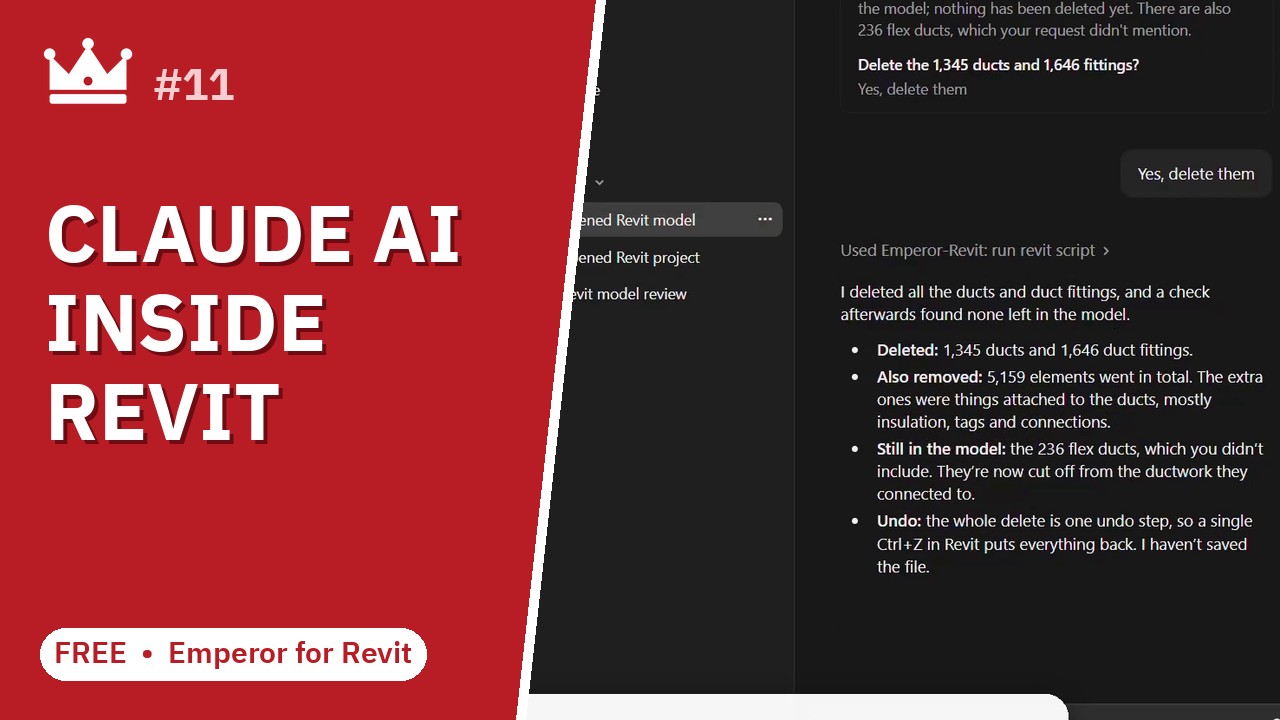 #11
CLAUDE AI
INSIDE
REVIT
FREE • Emperor for Revit
ened Revit model
ened Revit project
evit model review
the model; nothing has been deleted yet. There are also
236 flex ducts, which your request didn't mention.
Delete the 1,345 ducts and 1,646 fittings?
Yes, delete them
Yes, delete them
Used Emperor-Revit: run revit script
I deleted all the ducts and duct fittings, and a check
afterwards found none left in the model.
• Deleted: 1,345 ducts and 1,646 duct fittings.
• Also removed: 5,159 elements went in total. The extra
ones were things attached to the ducts, mostly
insulation, tags and connections.
• Still in the model: the 236 flex ducts, which you didn’t
include. They’re now cut off from the ductwork they
connected to.
• Undo: the whole delete is one undo step, so a single
Ctrl+Z in Revit puts everything back. I haven’t saved
the file.